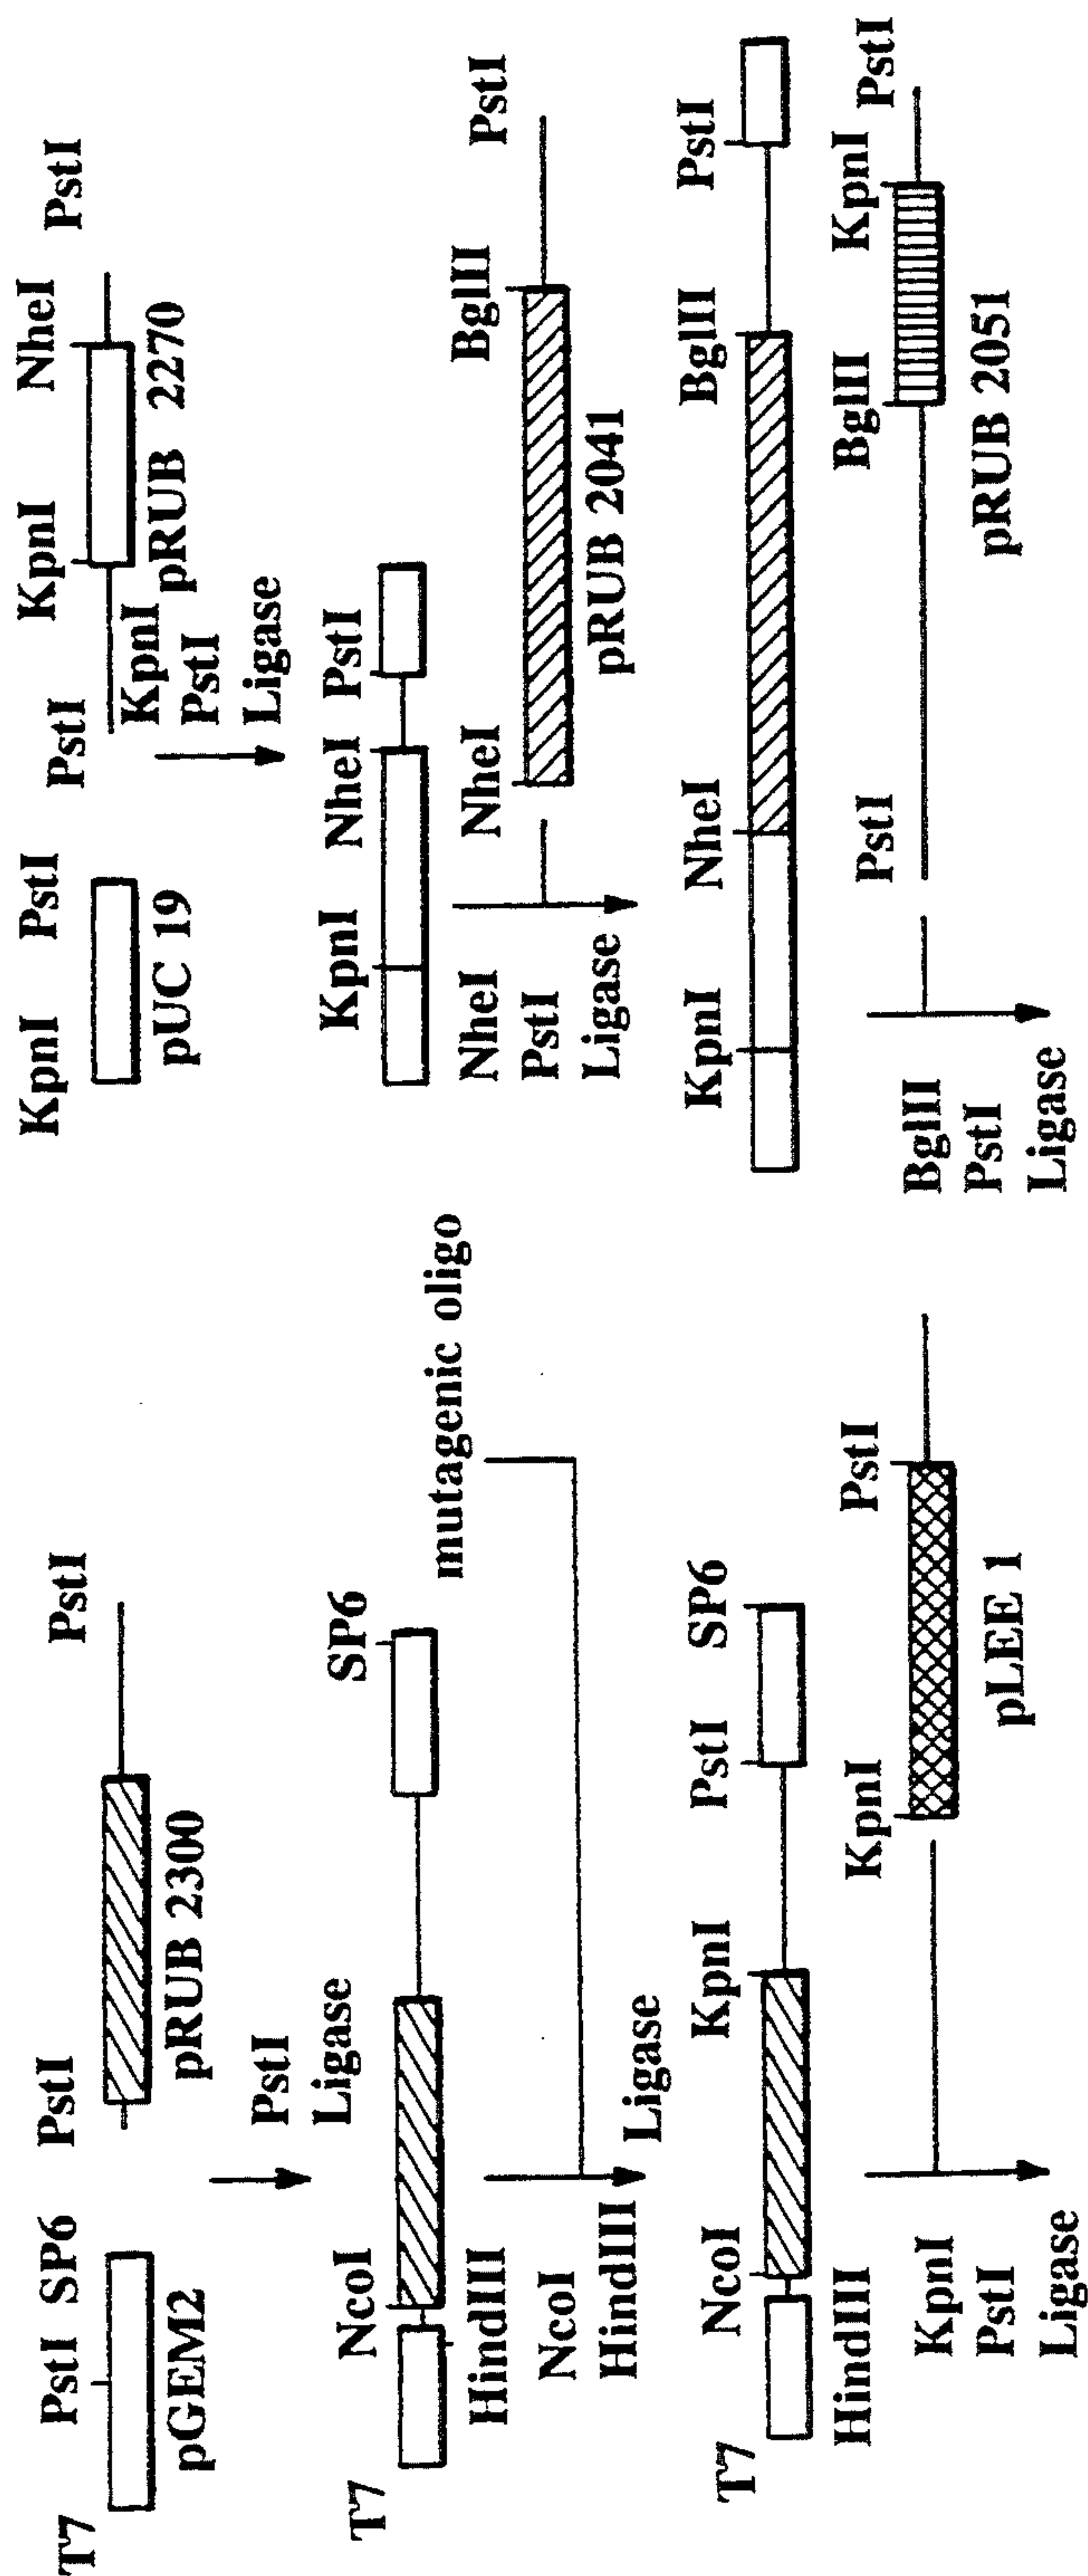 T7 PstI SP6
pGEM2
PstI PstI
pRUB 2300
PstI
Ligase
T7 NcoI SP6
HindIII
NcoI
HindIII
mutagenic oligo
Ligase
T7 NcoI KpnI PstI SP6
HindIII
KpnI PstI
pLEE 1
KpnI
PstI
Ligase
KpnI PstI
pUC 19
PstI KpnI NheI PstI
pRUB 2270
KpnI
PstI
Ligase
KpnI NheI PstI
NheI BglII PstI
pRUB 2041
NheI
PstI
Ligase
KpnI NheI BglII PstI
PstI BglII KpnI PstI
pRUB 2051
BglII
PstI
Ligase